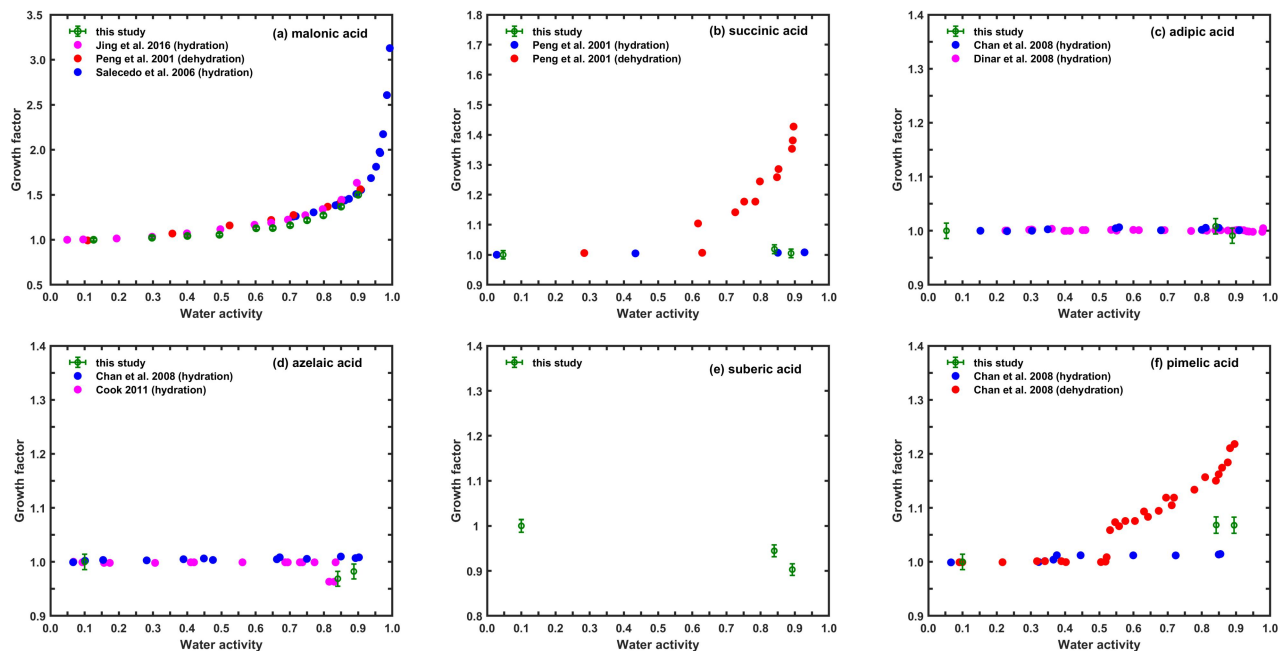 (a) malonic acid
this study
Jing et al. 2016 (hydration)
Peng et al. 2001 (dehydration)
Salecedo et al. 2006 (hydration)
Growth factor
3.5
3.0
2.5
2.0
1.5
1.0
0.5
0.0 0.1 0.2 0.3 0.4 0.5 0.6 0.7 0.8 0.9 1.0
Water activity
(b) succinic acid
this study
Peng et al. 2001 (hydration)
Peng et al. 2001 (dehydration)
Growth factor
1.8
1.7
1.6
1.5
1.4
1.3
1.2
1.1
1.0
0.9
0.0 0.1 0.2 0.3 0.4 0.5 0.6 0.7 0.8 0.9 1.0
Water activity
(c) adipic acid
this study
Chan et al. 2008 (hydration)
Dinar et al. 2008 (hydration)
Growth factor
1.4
1.3
1.2
1.1
1.0
0.9
0.0 0.1 0.2 0.3 0.4 0.5 0.6 0.7 0.8 0.9 1.0
Water activity
(d) azelaic acid
this study
Chan et al. 2008 (hydration)
Cook 2011 (hydration)
Growth factor
1.4
1.3
1.2
1.1
1.0
0.9
0.0 0.1 0.2 0.3 0.4 0.5 0.6 0.7 0.8 0.9 1.0
Water activity
(e) suberic acid
this study
Growth factor
1.4
1.3
1.2
1.1
1
0.9
0.8
0.0 0.1 0.2 0.3 0.4 0.5 0.6 0.7 0.8 0.9 1.0
Water activity
(f) pimelic acid
this study
Chan et al. 2008 (hydration)
Chan et al. 2008 (dehydration)
Growth factor
1.4
1.3
1.2
1.1
1.0
0.9
0.0 0.1 0.2 0.3 0.4 0.5 0.6 0.7 0.8 0.9 1.0
Water activity